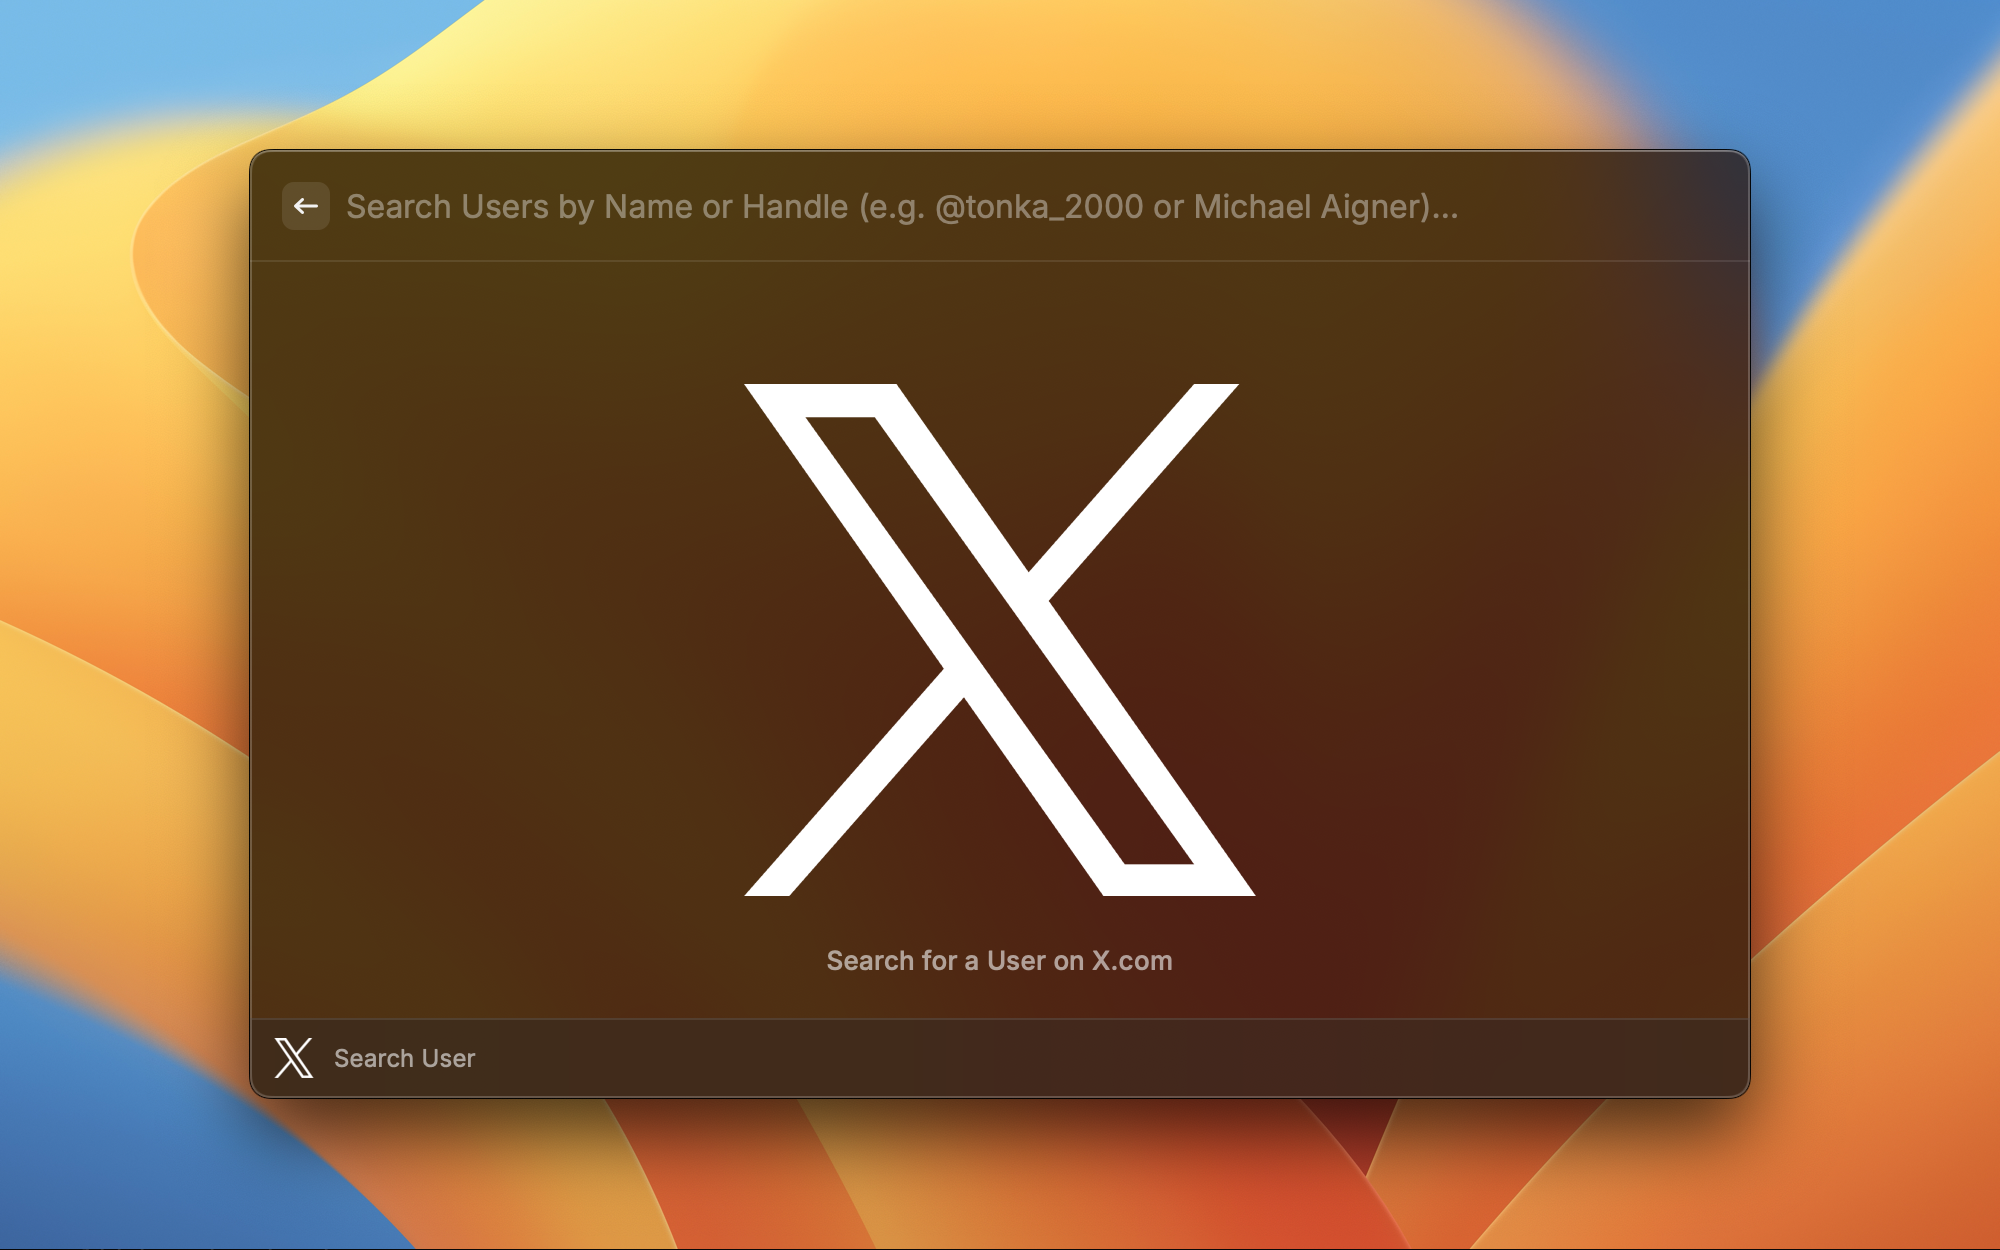 Search Users by Name or Handle (e.g. @tonka_2000 or Michael Aigner)...
Search for a User on X.com
Search User